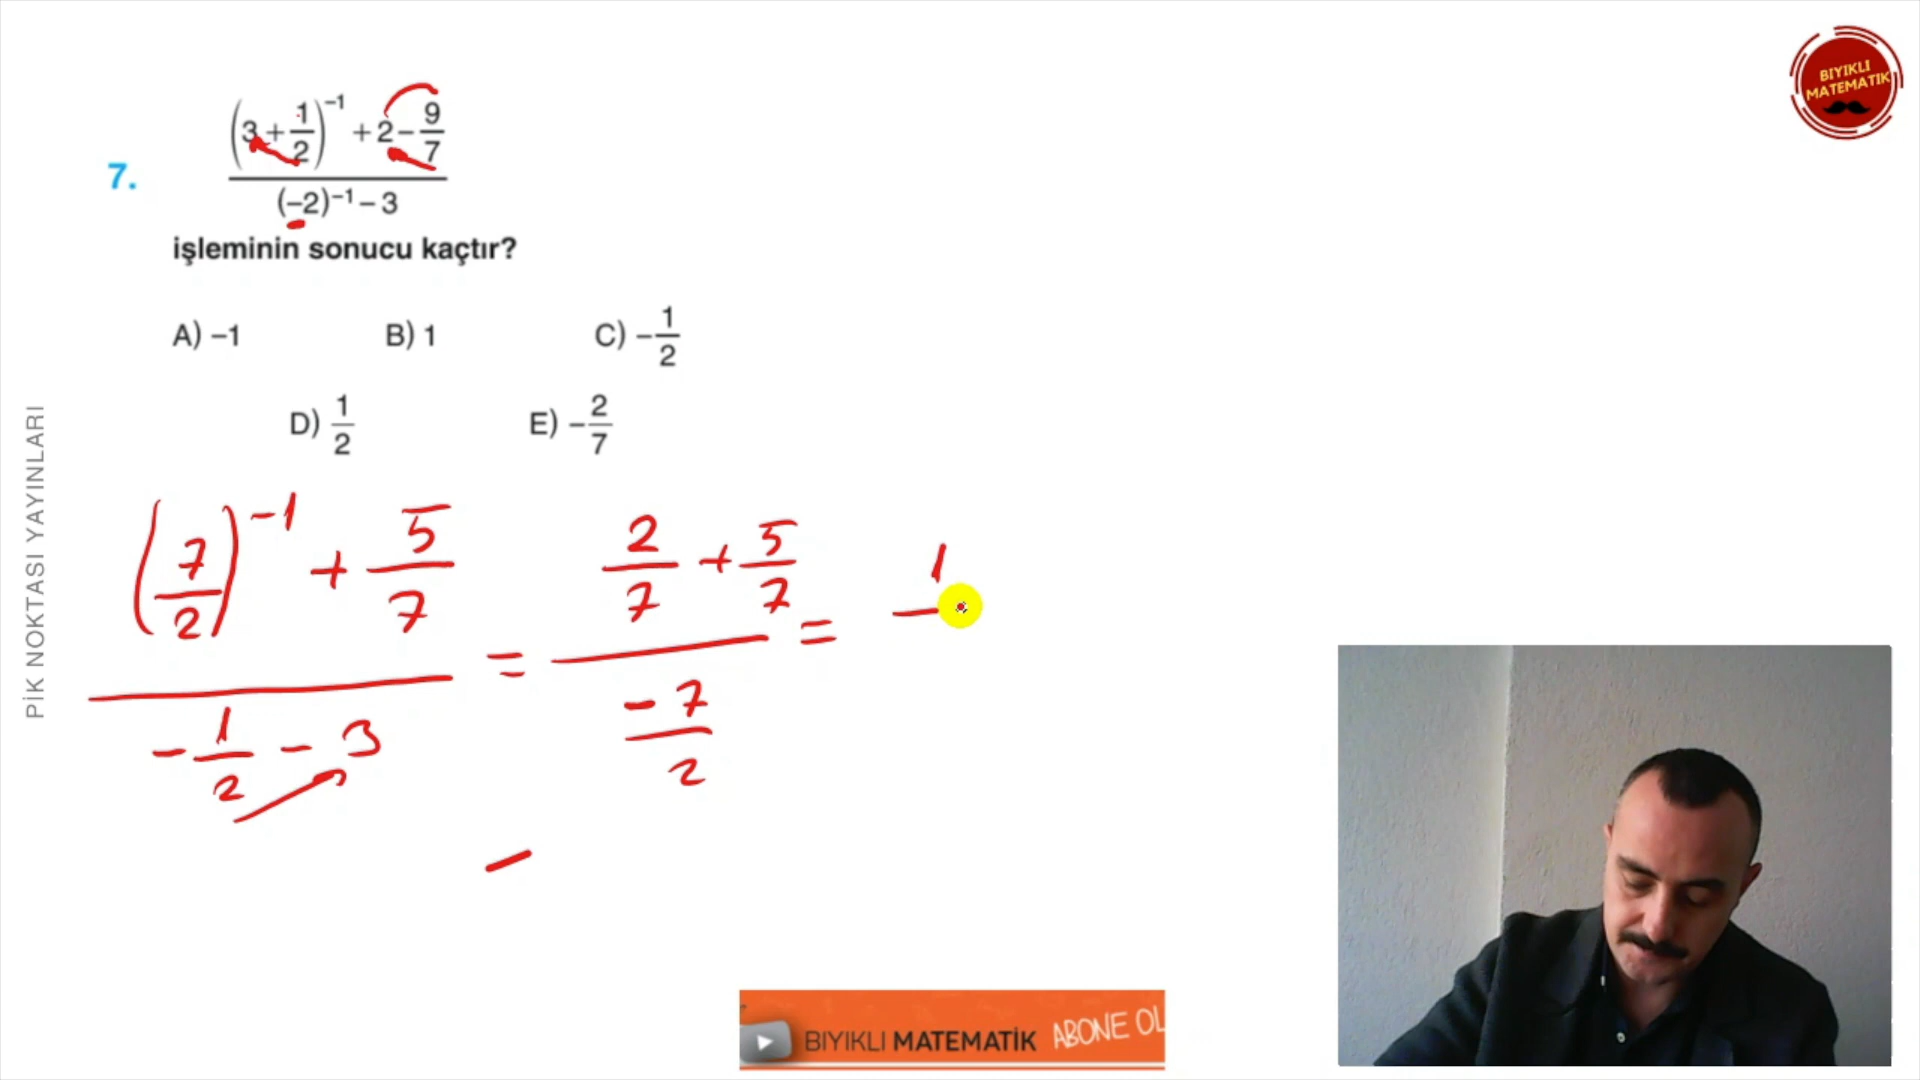 BIYIKLI
MATEMATIK
7.
(3+1/2)^-1 +2-9/7
(-2)^-1 - 3
işleminin sonucu kaçtır?
A) -1 B) 1 C) -1/2
D) 1/2 E) -2/7
PİK NOKTASI YAYINLARI
(7/2)^-1 + 5/7 2/7 + 5/7 1
= =
-1/2 - 3 -7/2
BIYIKLI MATEMATİK ABONE OL